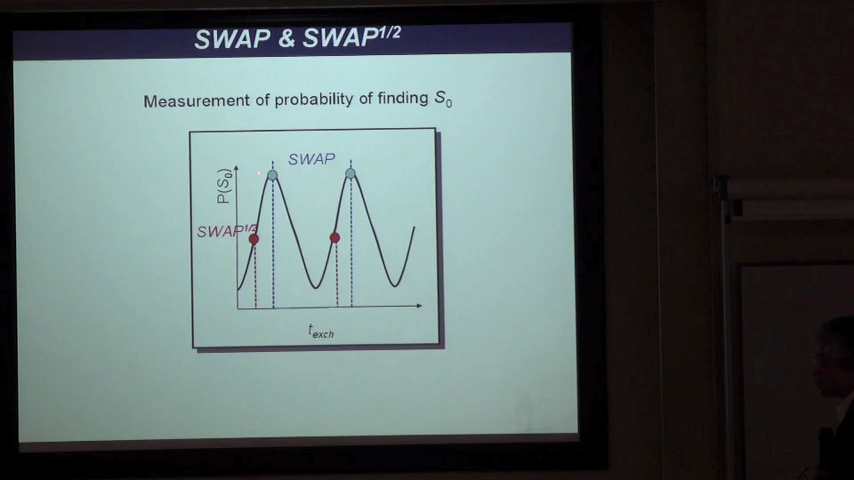 SWAP & SWAP1/2
Measurement of probability of finding S0
SWAP
P(S0)
SWAP1/2
texch